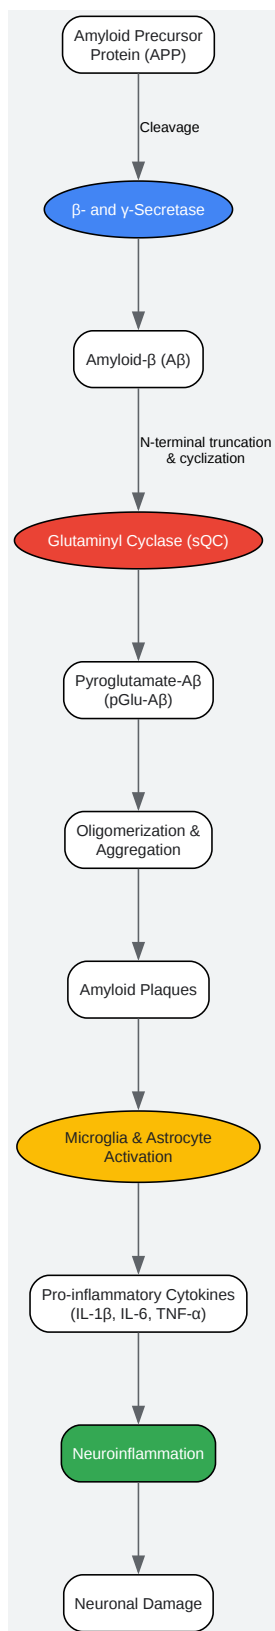 Amyloid Precursor
Protein (APP)
Cleavage
β- and γ-Secretase
Amyloid-β (Aβ)
N-terminal truncation
& cyclization
Glutaminyl Cyclase (sQC)
Pyroglutamate-Aβ
(pGlu-Aβ)
Oligomerization &
Aggregation
Amyloid Plaques
Microglia & Astrocyte
Activation
Pro-inflammatory Cytokines
(IL-1β, IL-6, TNF-α)
Neuroinflammation
Neuronal Damage